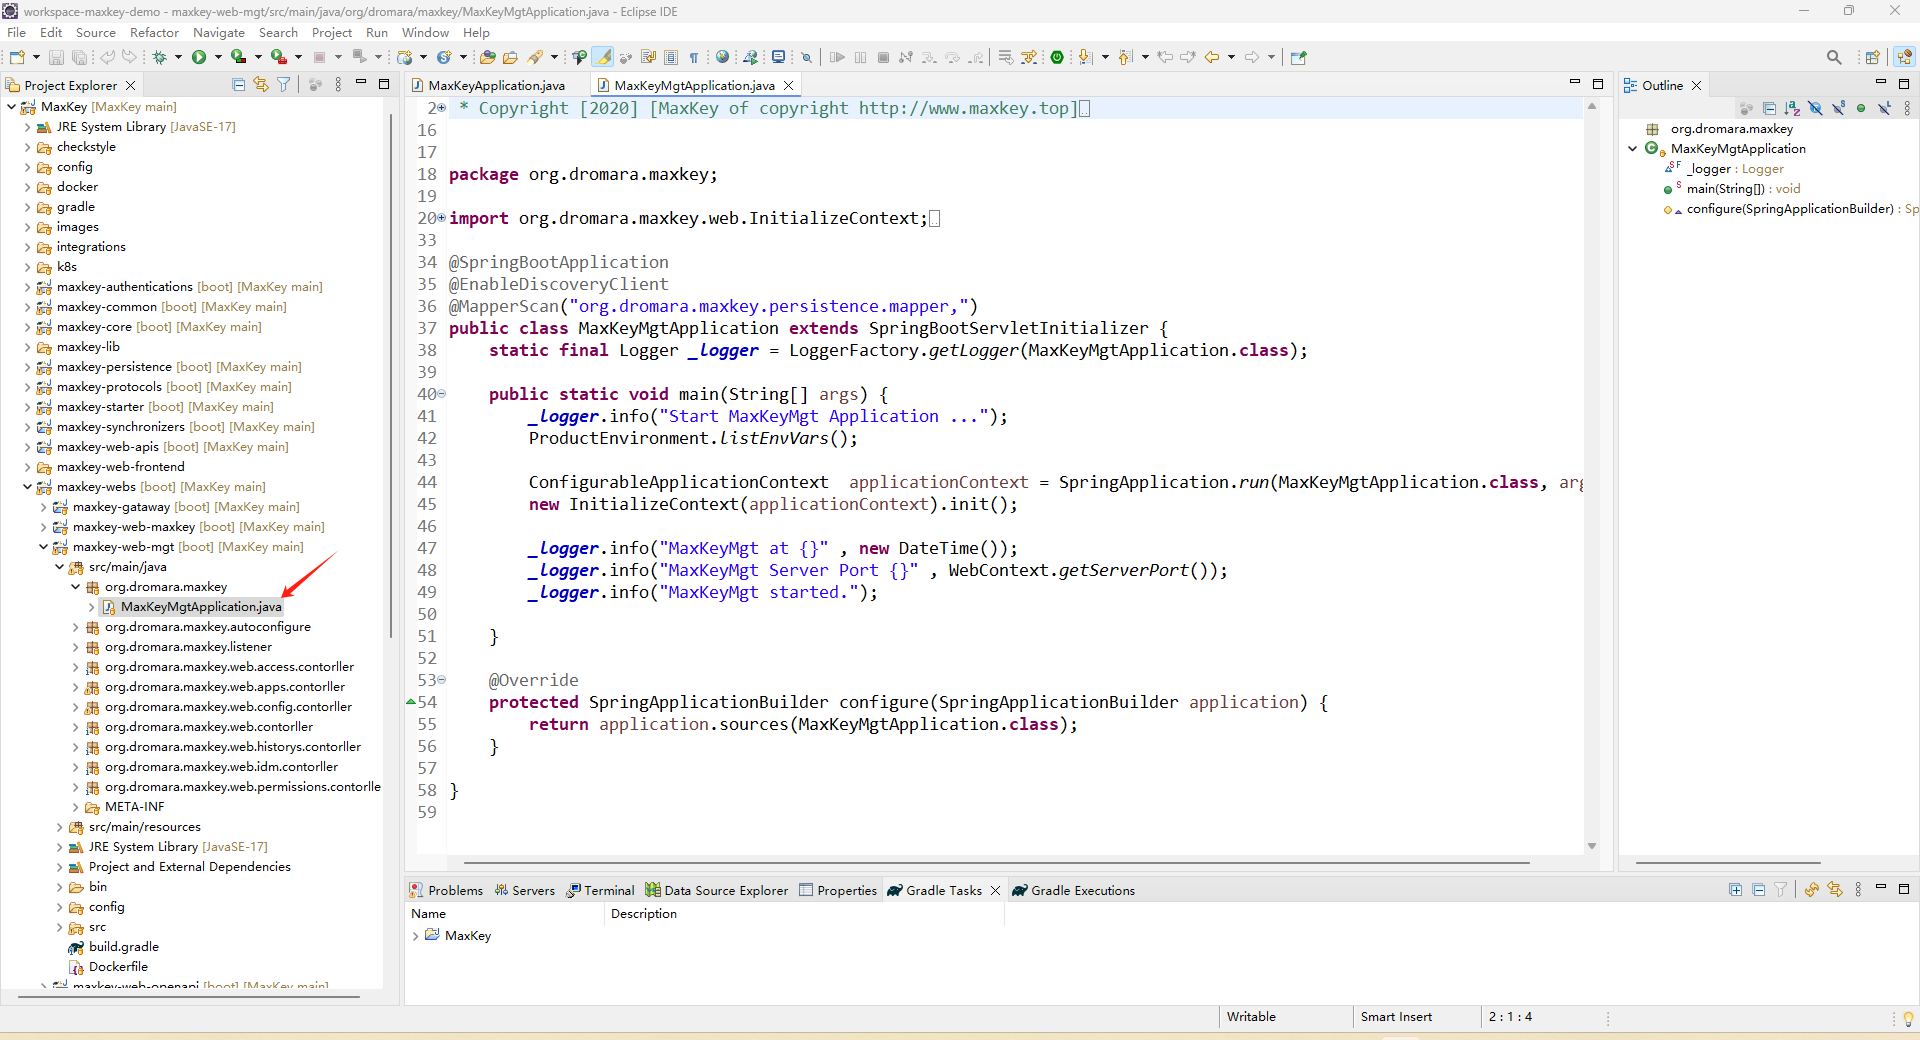 workspace-maxkey-demo - maxkey-web-mgt/src/main/java/org/dromara/maxkey/MaxKeyMgtApplication.java - Eclipse IDE
File Edit Source Refactor Navigate Search Project Run Window Help
Project Explorer
MaxKey [MaxKey main]
JRE System Library [JavaSE-17]
checkstyle
config
docker
gradle
images
integrations
k8s
maxkey-authentications [boot] [MaxKey main]
maxkey-common [boot] [MaxKey main]
maxkey-core [boot] [MaxKey main]
maxkey-lib
maxkey-persistence [boot] [MaxKey main]
maxkey-protocols [boot] [MaxKey main]
maxkey-starter [boot] [MaxKey main]
maxkey-synchronizers [boot] [MaxKey main]
maxkey-web-apis [boot] [MaxKey main]
maxkey-web-frontend
maxkey-webs [boot] [MaxKey main]
maxkey-gataway [boot] [MaxKey main]
maxkey-web-maxkey [boot] [MaxKey main]
maxkey-web-mgt [boot] [MaxKey main]
src/main/java
org.dromara.maxkey
MaxKeyMgtApplication.java
org.dromara.maxkey.autoconfigure
org.dromara.maxkey.listener
org.dromara.maxkey.web.access.contorller
org.dromara.maxkey.web.apps.contorller
org.dromara.maxkey.web.config.contorller
org.dromara.maxkey.web.contorller
org.dromara.maxkey.web.historys.contorller
org.dromara.maxkey.web.idm.contorller
org.dromara.maxkey.web.permissions.contorlle
META-INF
src/main/resources
JRE System Library [JavaSE-17]
Project and External Dependencies
bin
config
src
build.gradle
Dockerfile
maxkey-web-openapi [boot] [MaxKey main]
MaxKeyApplication.java MaxKeyMgtApplication.java
2 * Copyright [2020] [MaxKey of copyright http://www.maxkey.top]
16
17
18 package org.dromara.maxkey;
19
20 import org.dromara.maxkey.web.InitializeContext;
33
34 @SpringBootApplication
35 @EnableDiscoveryClient
36 @MapperScan("org.dromara.maxkey.persistence.mapper,")
37 public class MaxKeyMgtApplication extends SpringBootServletInitializer {
38 static final Logger _logger = LoggerFactory.getLogger(MaxKeyMgtApplication.class);
39
40 public static void main(String[] args) {
41 _logger.info("Start MaxKeyMgt Application ...");
42 ProductEnvironment.listEnvVars();
43
44 ConfigurableApplicationContext applicationContext = SpringApplication.run(MaxKeyMgtApplication.class, arg
45 new InitializeContext(applicationContext).init();
46
47 _logger.info("MaxKeyMgt at {}" , new DateTime());
48 _logger.info("MaxKeyMgt Server Port {}" , WebContext.getServerPort());
49 _logger.info("MaxKeyMgt started.");
50
51 }
52
53 @Override
54 protected SpringApplicationBuilder configure(SpringApplicationBuilder application) {
55 return application.sources(MaxKeyMgtApplication.class);
56 }
57
58 }
59
Outline
org.dromara.maxkey
MaxKeyMgtApplication
_logger : Logger
main(String[]) : void
configure(SpringApplicationBuilder) : Sp
Problems Servers Terminal Data Source Explorer Properties Gradle Tasks Gradle Executions
Name Description
MaxKey
Writable Smart Insert 2 : 1 : 4